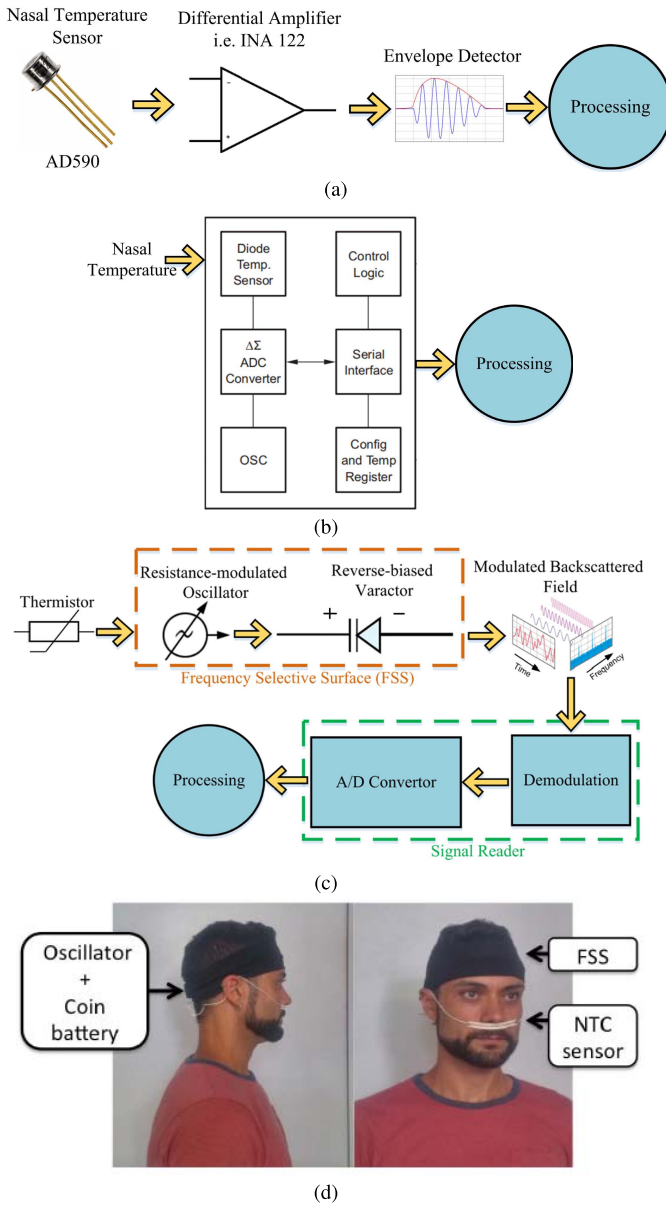 Nasal Temperature
Sensor
AD590
Differential Amplifier
i.e. INA 122
-
+
Envelope Detector
Processing
(a)
Nasal
Temperature
Diode
Temp.
Sensor
Control
Logic
ΔΣ
ADC
Converter
Serial
Interface
OSC
Config
and Temp
Register
Processing
(b)
Thermistor
Resistance-modulated
Oscillator
~
Reverse-biased
Varactor
+ −
Frequency Selective Surface (FSS)
Modulated Backscattered
Field
Time
Frequency
Processing
A/D Convertor
Demodulation
Signal Reader
(c)
Oscillator
+
Coin
battery
FSS
NTC
sensor
(d)